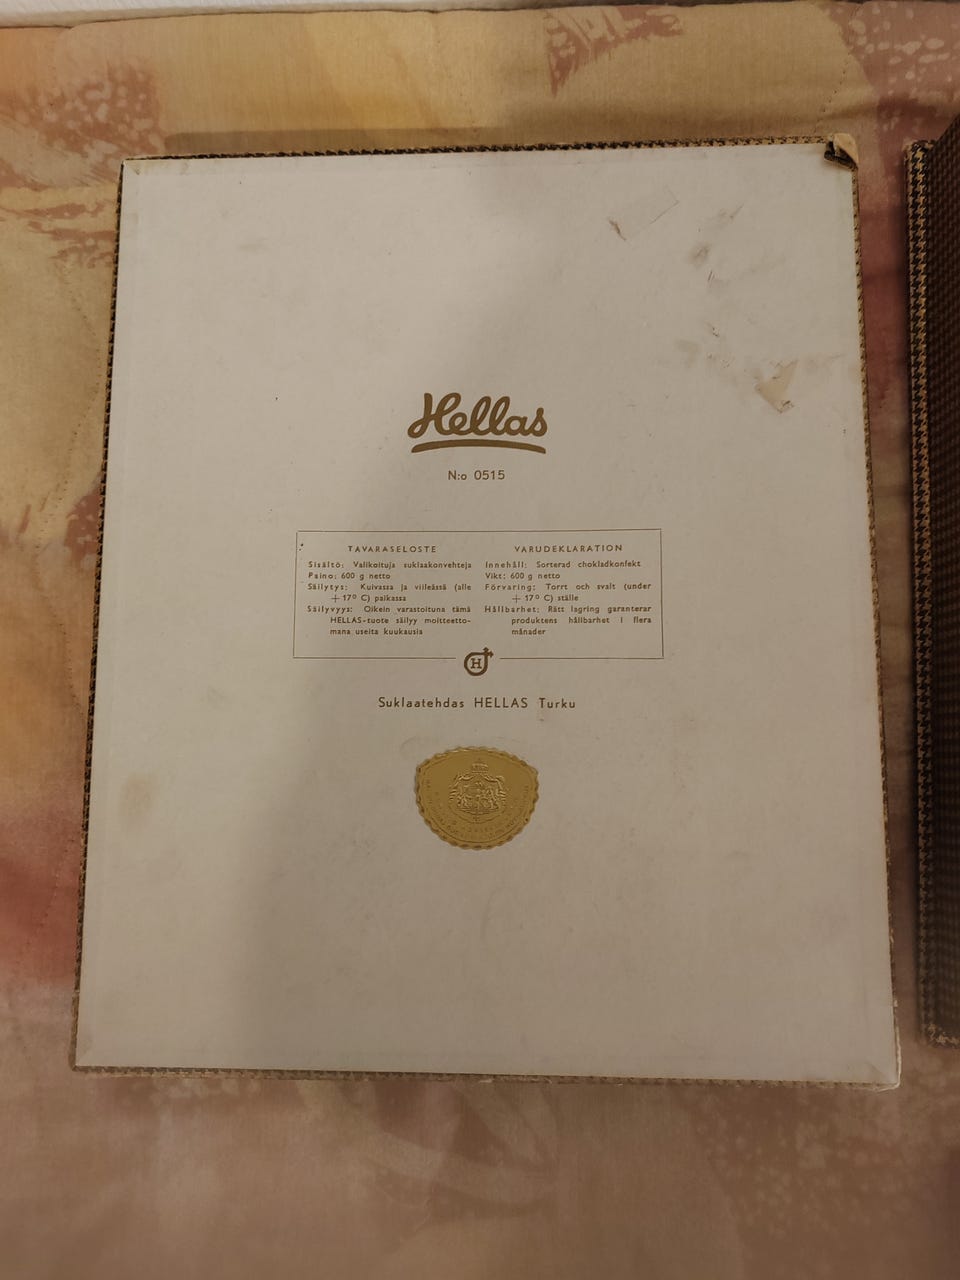 Hellas
N:o 0515
TAVARASELOSTE
Sisältö: Valikoituja suklaakonvehteja
Paino: 600 g netto
Säilytys: Kuivassa ja viileässä (alle
+ 17° C) paikassa
Säilyvyys: Oikein varastoituna tämä
HELLAS-tuote säilyy moitteetto-
mana useita kuukausia
VARUDEKLARATION
Innehåll: Sorterad chokladkonfekt
Vikt: 600 g netto
Förvaring: Torrt och svalt (under
+ 17° C) ställe
Hållbarhet: Rätt lagring garanterar
produktens hållbarhet i flera
månader
H
Suklaatehdas HELLAS Turku